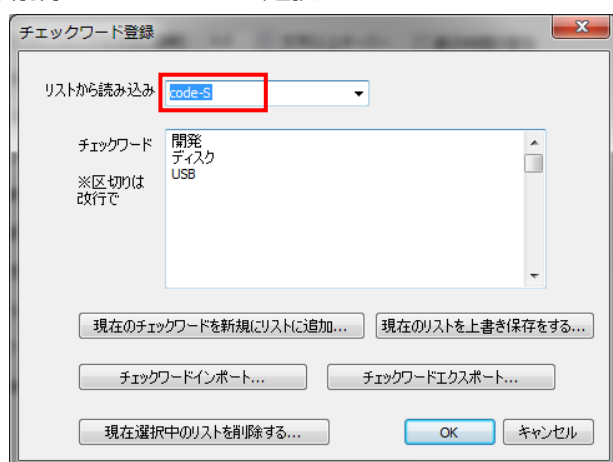 チェックワード登録
リストから読み込み code-S
チェックワード
※区切りは
改行で
開発
ディスク
USB
現在のチェックワードを新規にリストに追加... 現在のリストを上書き保存をする...
チェックワードインポート... チェックワードエクスポート...
現在選択中のリストを削除する... OK キャンセル